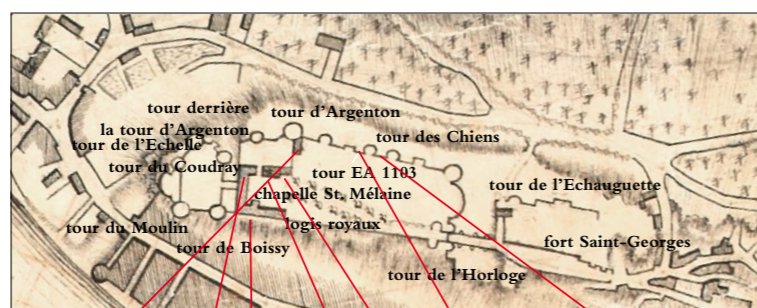 tour derrière
la tour d'Argenton
tour d'Argenton
tour des Chiens
tour de l'Echelle
tour du Coudray
tour EA 1103
chapelle St. Mélaine
tour de l'Echauguette
tour du Moulin
logis royaux
tour de Boissy
fort Saint-Georges
tour de l'Horloge